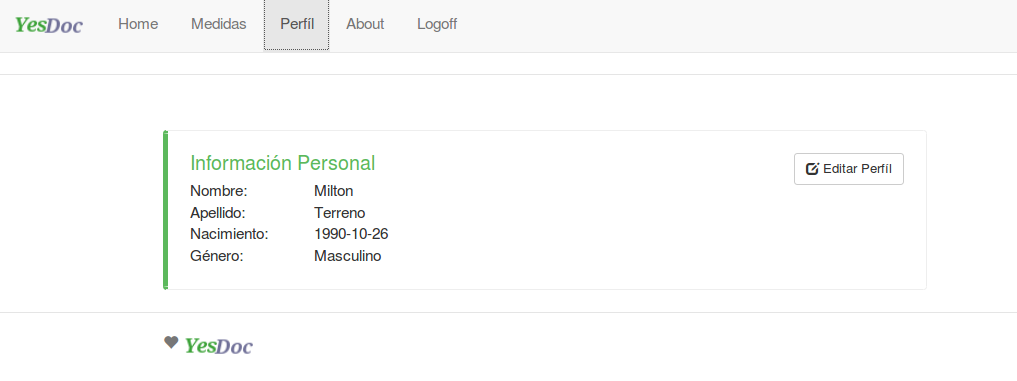 YesDoc Home Medidas Perfíl About Logoff
Información Personal
Editar Perfíl
Nombre: Milton
Apellido: Terreno
Nacimiento: 1990-10-26
Género: Masculino
YesDoc